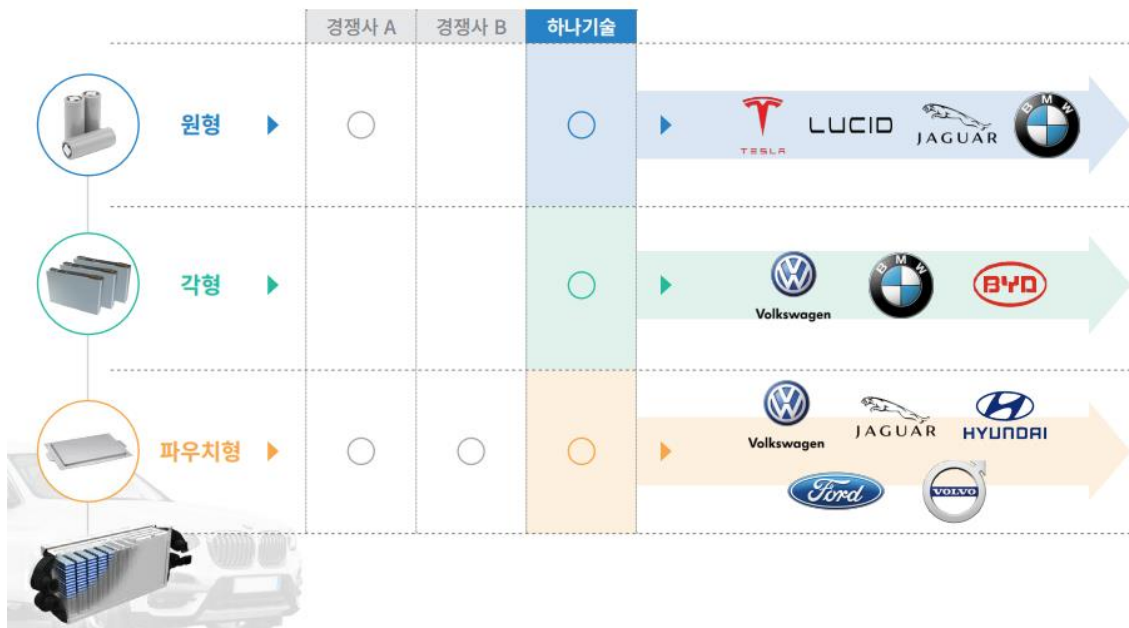 경쟁사 A 경쟁사 B 하나기술
원형 ○ ○ TESLA LUCID JAGUAR BMW
각형 ○ Volkswagen BMW BYD
파우치형 ○ ○ ○ Volkswagen JAGUAR HYUNDAI
Ford VOLVO